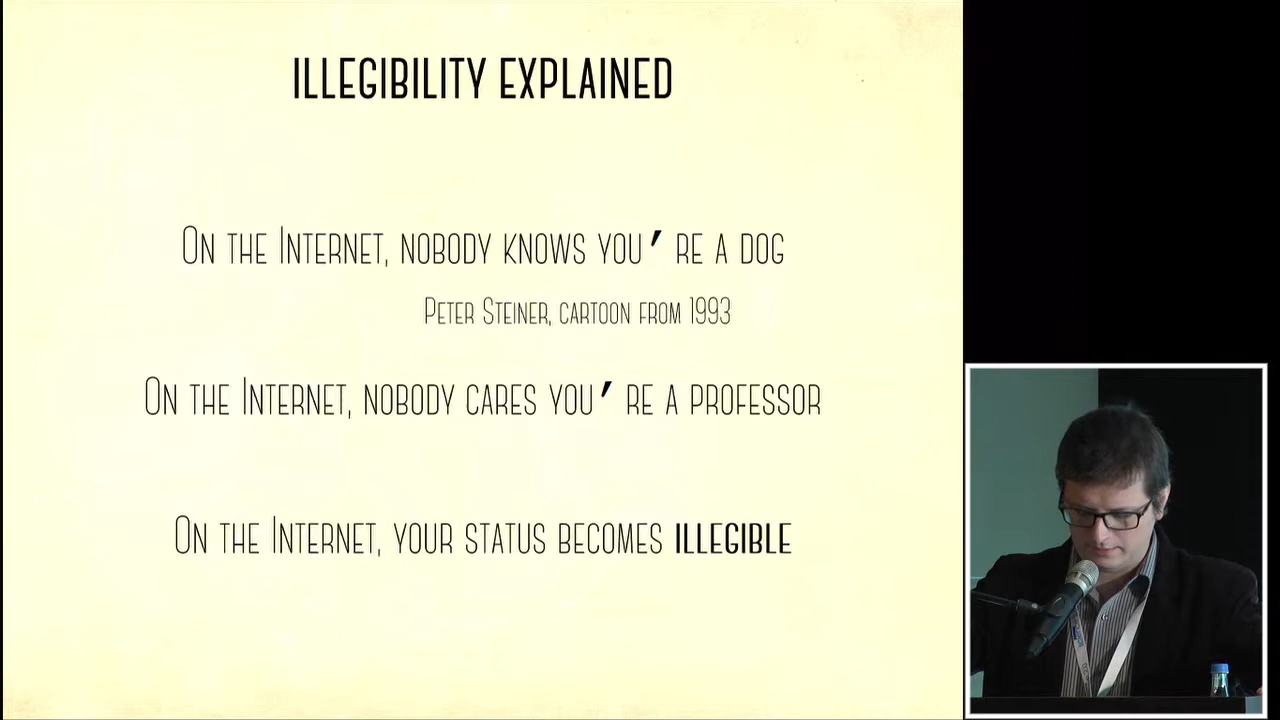 ILLEGIBILITY EXPLAINED
ON THE INTERNET, NOBODY KNOWS YOU'RE A DOG
PETER STEINER, CARTOON FROM 1993
ON THE INTERNET, NOBODY CARES YOU'RE A PROFESSOR
ON THE INTERNET, YOUR STATUS BECOMES ILLEGIBLE